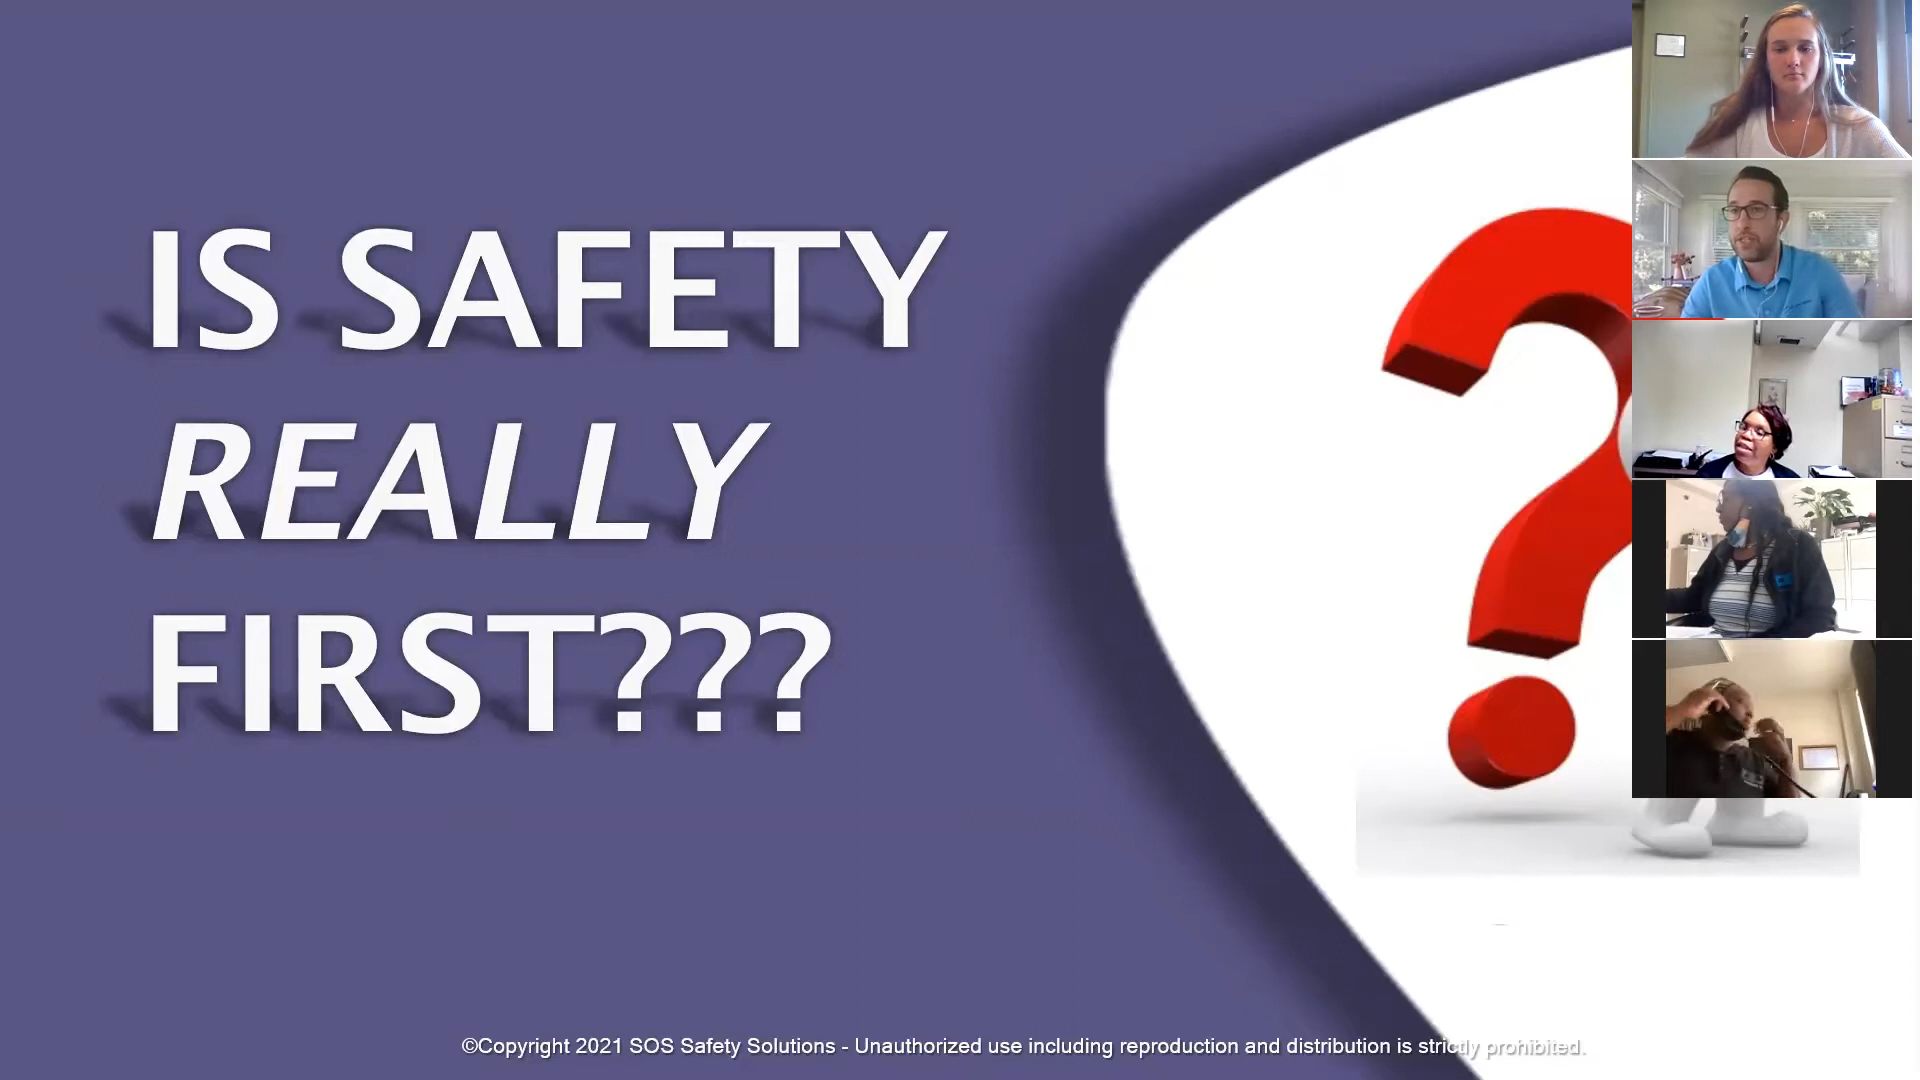 IS SAFETY
REALLY
FIRST???
©Copyright 2021 SOS Safety Solutions - Unauthorized use including reproduction and distribution is strictly prohibited.